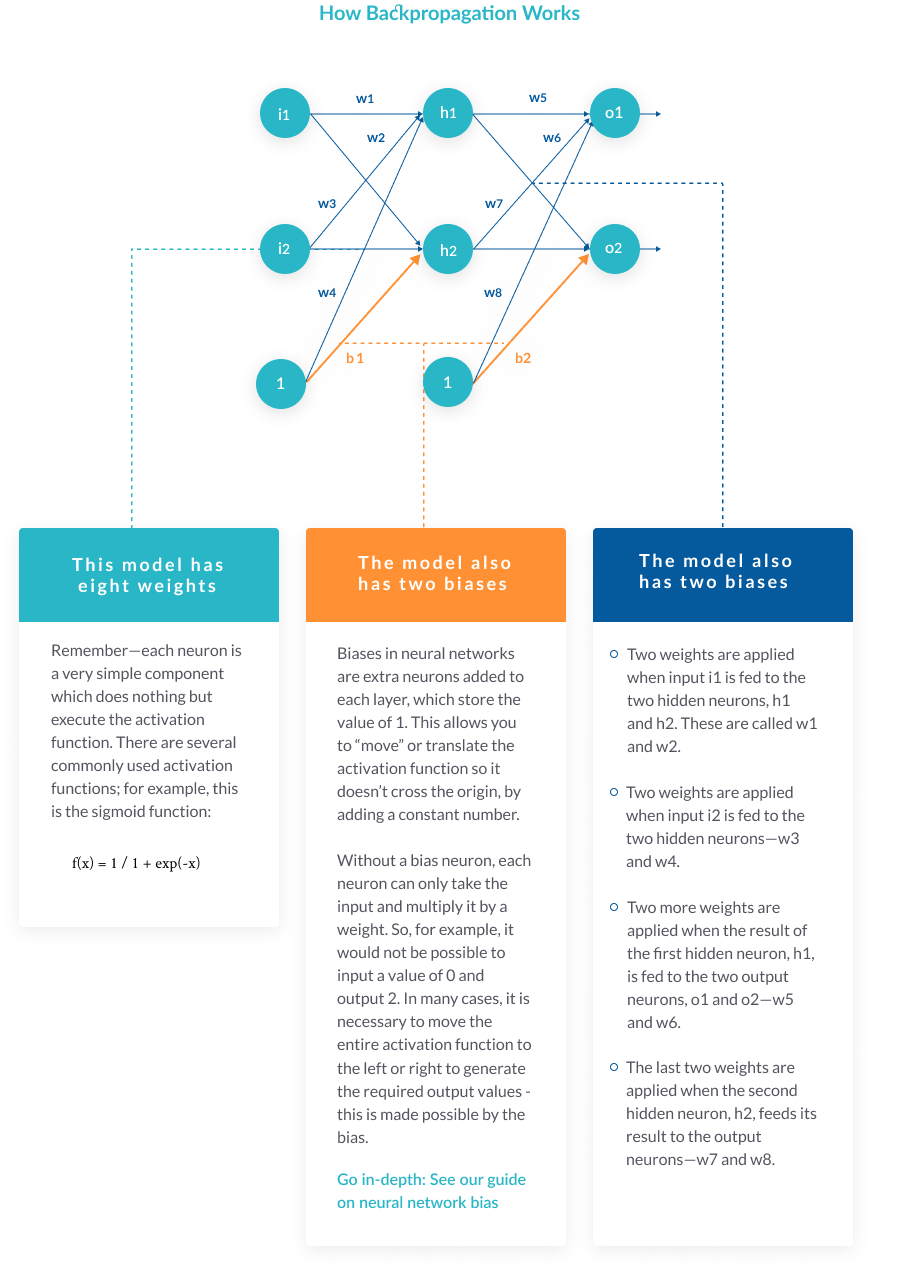 How Backpropagation Works
w1
w5
i1
h1
o1
w2
w6
w3
w7
i2
h2
o2
w4
w8
b1
b2
1
1
This model has
eight weights
Remember—each neuron is
a very simple component
which does nothing but
execute the activation
function. There are several
commonly used activation
functions; for example, this
is the sigmoid function:
f(x) = 1 / 1 + exp(-x)
The model also
has two biases
Biases in neural networks
are extra neurons added to
each layer, which store the
value of 1. This allows you
to “move” or translate the
activation function so it
doesn’t cross the origin, by
adding a constant number.
Without a bias neuron, each
neuron can only take the
input and multiply it by a
weight. So, for example, it
would not be possible to
input a value of 0 and
output 2. In many cases, it is
necessary to move the
entire activation function to
the left or right to generate
the required output values -
this is made possible by the
bias.
Go in-depth: See our guide
on neural network bias
The model also
has two biases
Two weights are applied
when input i1 is fed to the
two hidden neurons, h1
and h2. These are called w1
and w2.
Two weights are applied
when input i2 is fed to the
two hidden neurons—w3
and w4.
Two more weights are
applied when the result of
the first hidden neuron, h1,
is fed to the two output
neurons, o1 and o2—w5
and w6.
The last two weights are
applied when the second
hidden neuron, h2, feeds its
result to the output
neurons—w7 and w8.